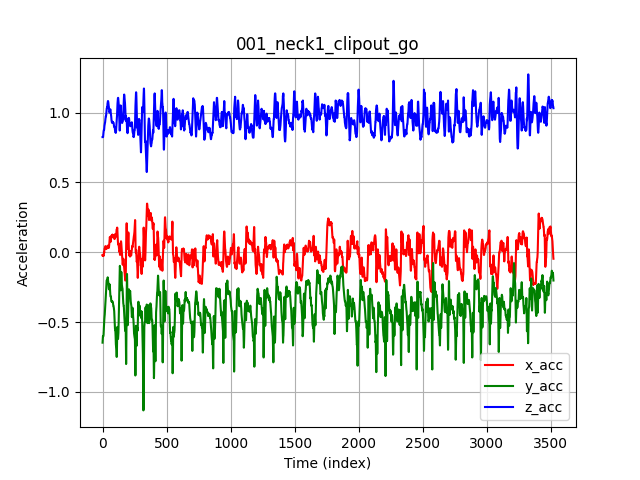 001_neck1_clipout_go
Acceleration
1.0
0.5
0.0
−0.5
−1.0
0 500 1000 1500 2000 2500 3000 3500
Time (index)
x_acc
y_acc
z_acc